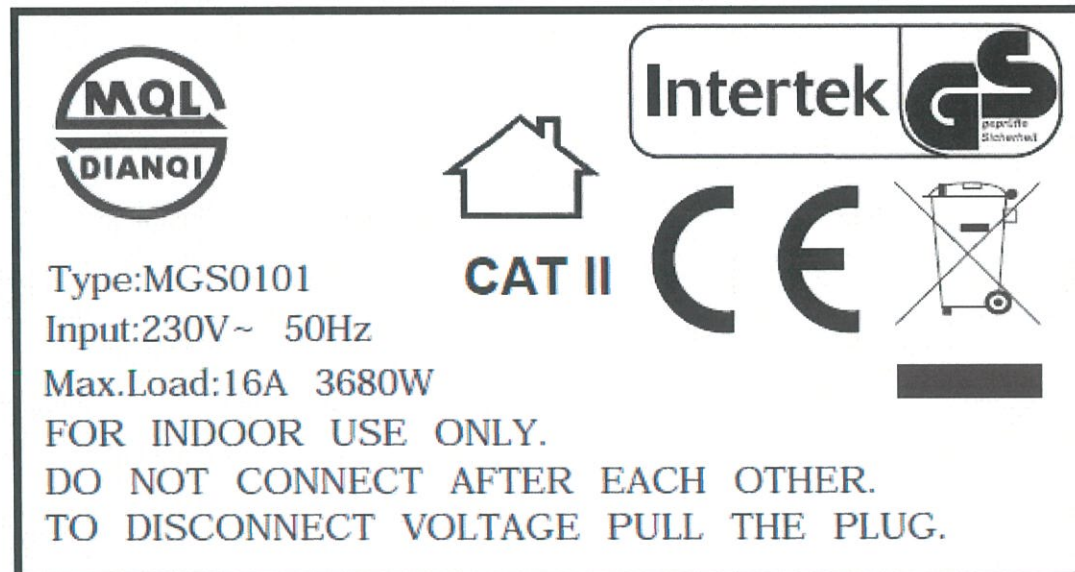 MQL
DIANQI
Intertek
GS
geprüfte
Sicherheit
CE
CAT II
Type:MGS0101
Input:230V~ 50Hz
Max.Load:16A 3680W
FOR INDOOR USE ONLY.
DO NOT CONNECT AFTER EACH OTHER.
TO DISCONNECT VOLTAGE PULL THE PLUG.